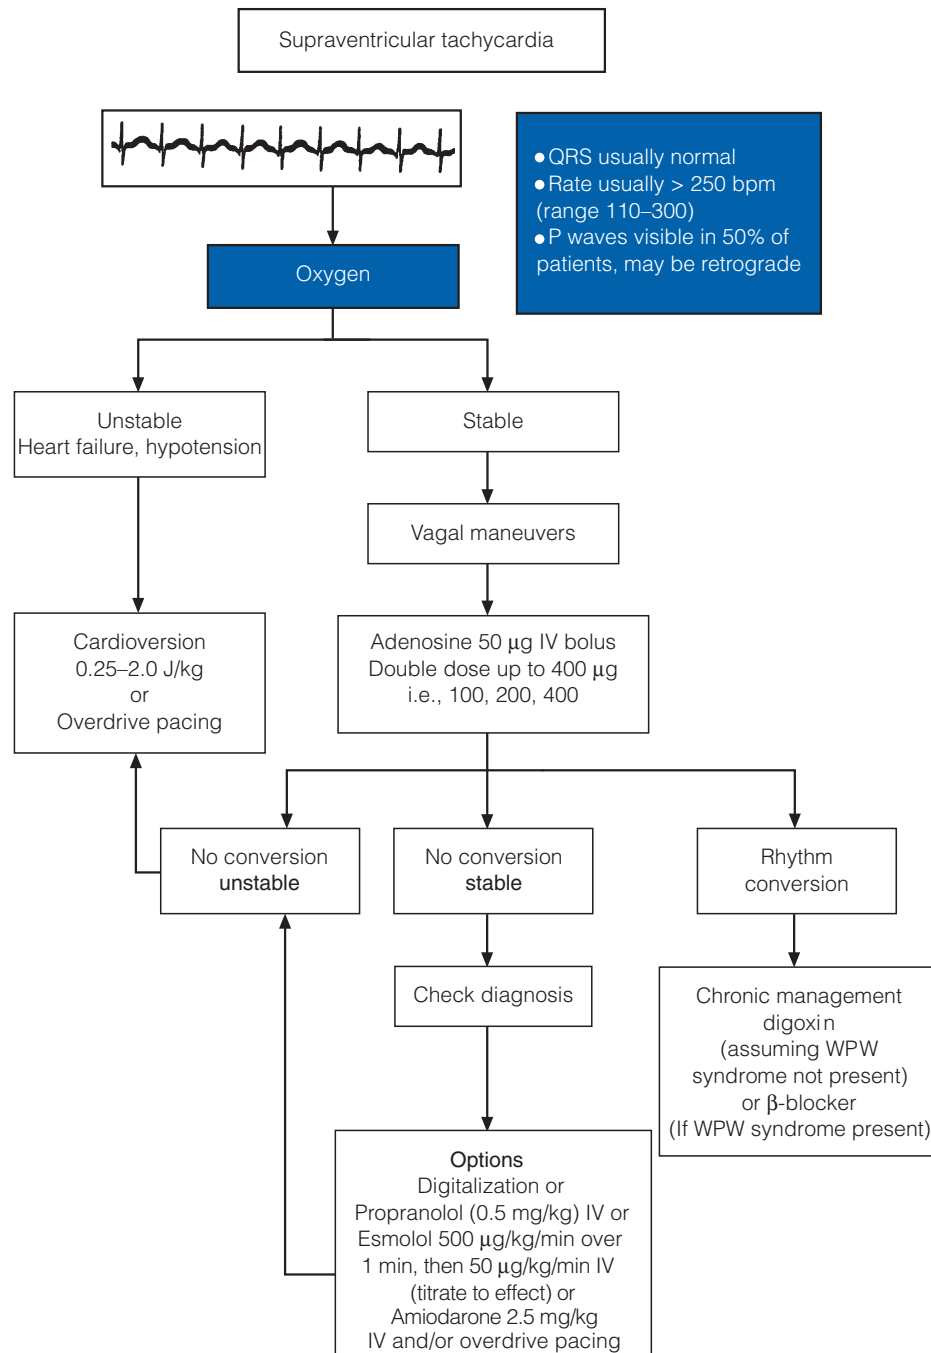 Supraventricular tachycardia
● QRS usually normal
● Rate usually > 250 bpm
(range 110–300)
● P waves visible in 50% of
patients, may be retrograde
Oxygen
Unstable
Heart failure, hypotension
Stable
Vagal maneuvers
Cardioversion
0.25–2.0 J/kg
or
Overdrive pacing
Adenosine 50 μg IV bolus
Double dose up to 400 μg
i.e., 100, 200, 400
No conversion
unstable
No conversion
stable
Rhythm
conversion
Check diagnosis
Chronic management
digoxin
(assuming WPW
syndrome not present)
or β-blocker
(If WPW syndrome present)
Options
Digitalization or
Propranolol (0.5 mg/kg) IV or
Esmolol 500 μg/kg/min over
1 min, then 50 μg/kg/min IV
(titrate to effect) or
Amiodarone 2.5 mg/kg
IV and/or overdrive pacing